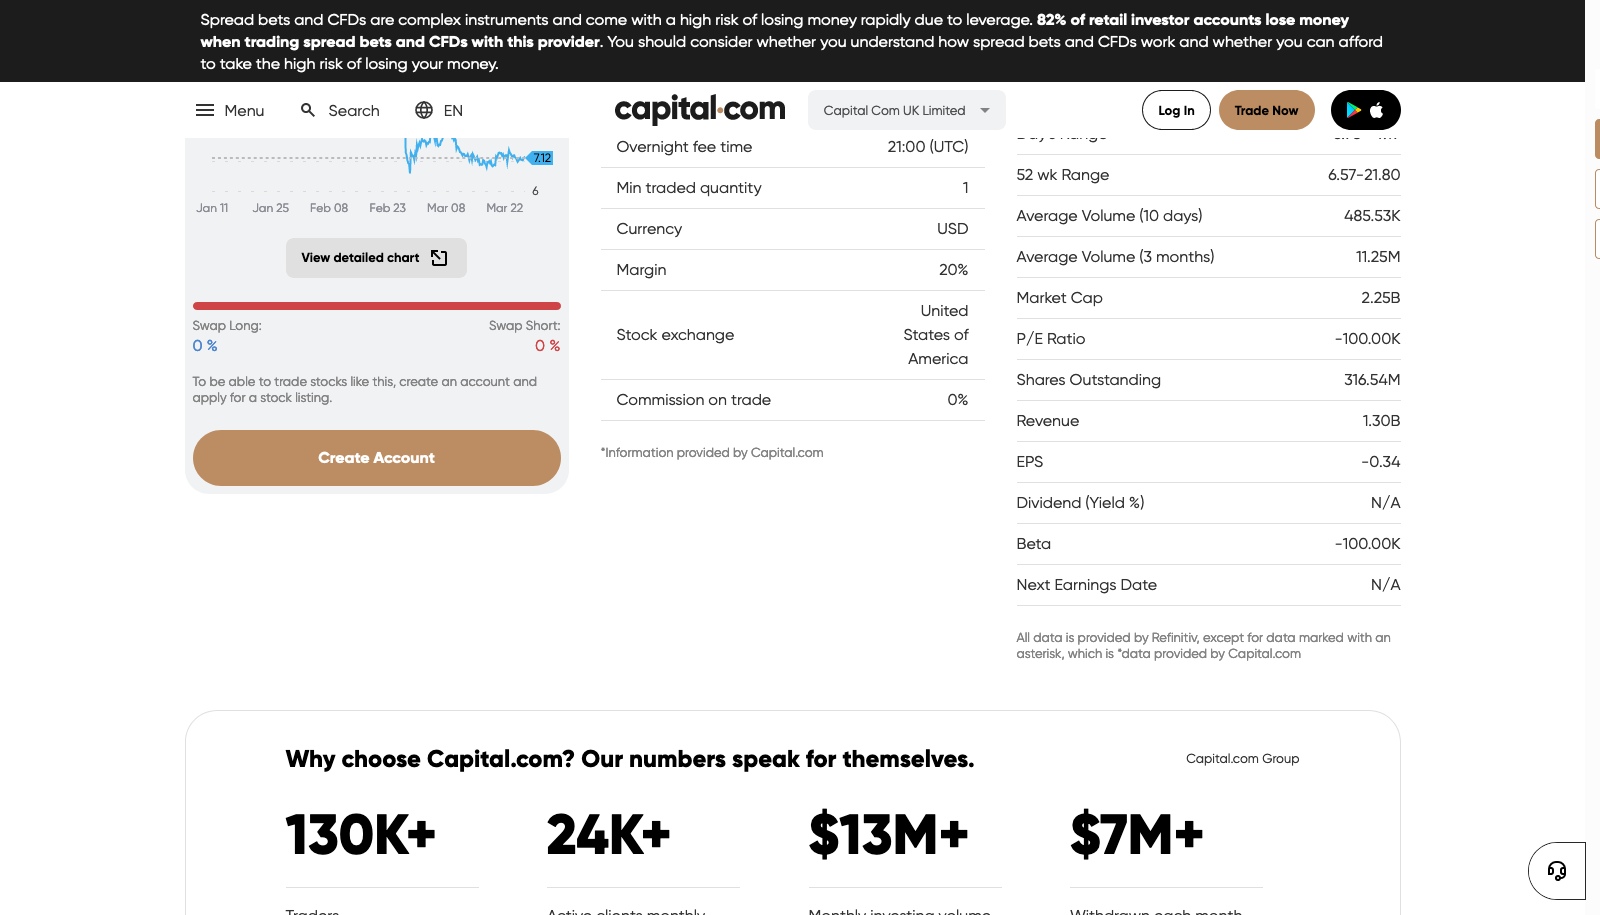 Spread bets and CFDs are complex instruments and come with a high risk of losing money rapidly due to leverage. 82% of retail investor accounts lose money
when trading spread bets and CFDs with this provider. You should consider whether you understand how spread bets and CFDs work and whether you can afford
to take the high risk of losing your money.
Menu
Search
EN
capital.com
Capital Com UK Limited
Log In
Trade Now
7.12
6
Jan 11 Jan 25 Feb 08 Feb 23 Mar 08 Mar 22
View detailed chart
Swap Long: Swap Short:
0 % 0 %
To be able to trade stocks like this, create an account and
apply for a stock listing.
Create Account
Overnight fee time 21:00 (UTC)
Min traded quantity 1
Currency USD
Margin 20%
Stock exchange United
States of
America
Commission on trade 0%
*Information provided by Capital.com
52 wk Range 6.57-21.80
Average Volume (10 days) 485.53K
Average Volume (3 months) 11.25M
Market Cap 2.25B
P/E Ratio -100.00K
Shares Outstanding 316.54M
Revenue 1.30B
EPS -0.34
Dividend (Yield %) N/A
Beta -100.00K
Next Earnings Date N/A
All data is provided by Refinitiv, except for data marked with an
asterisk, which is *data provided by Capital.com
Why choose Capital.com? Our numbers speak for themselves.
Capital.com Group
130K+ 24K+ $13M+ $7M+
Traders Active clients monthly Monthly investing volume Withdrawn each month